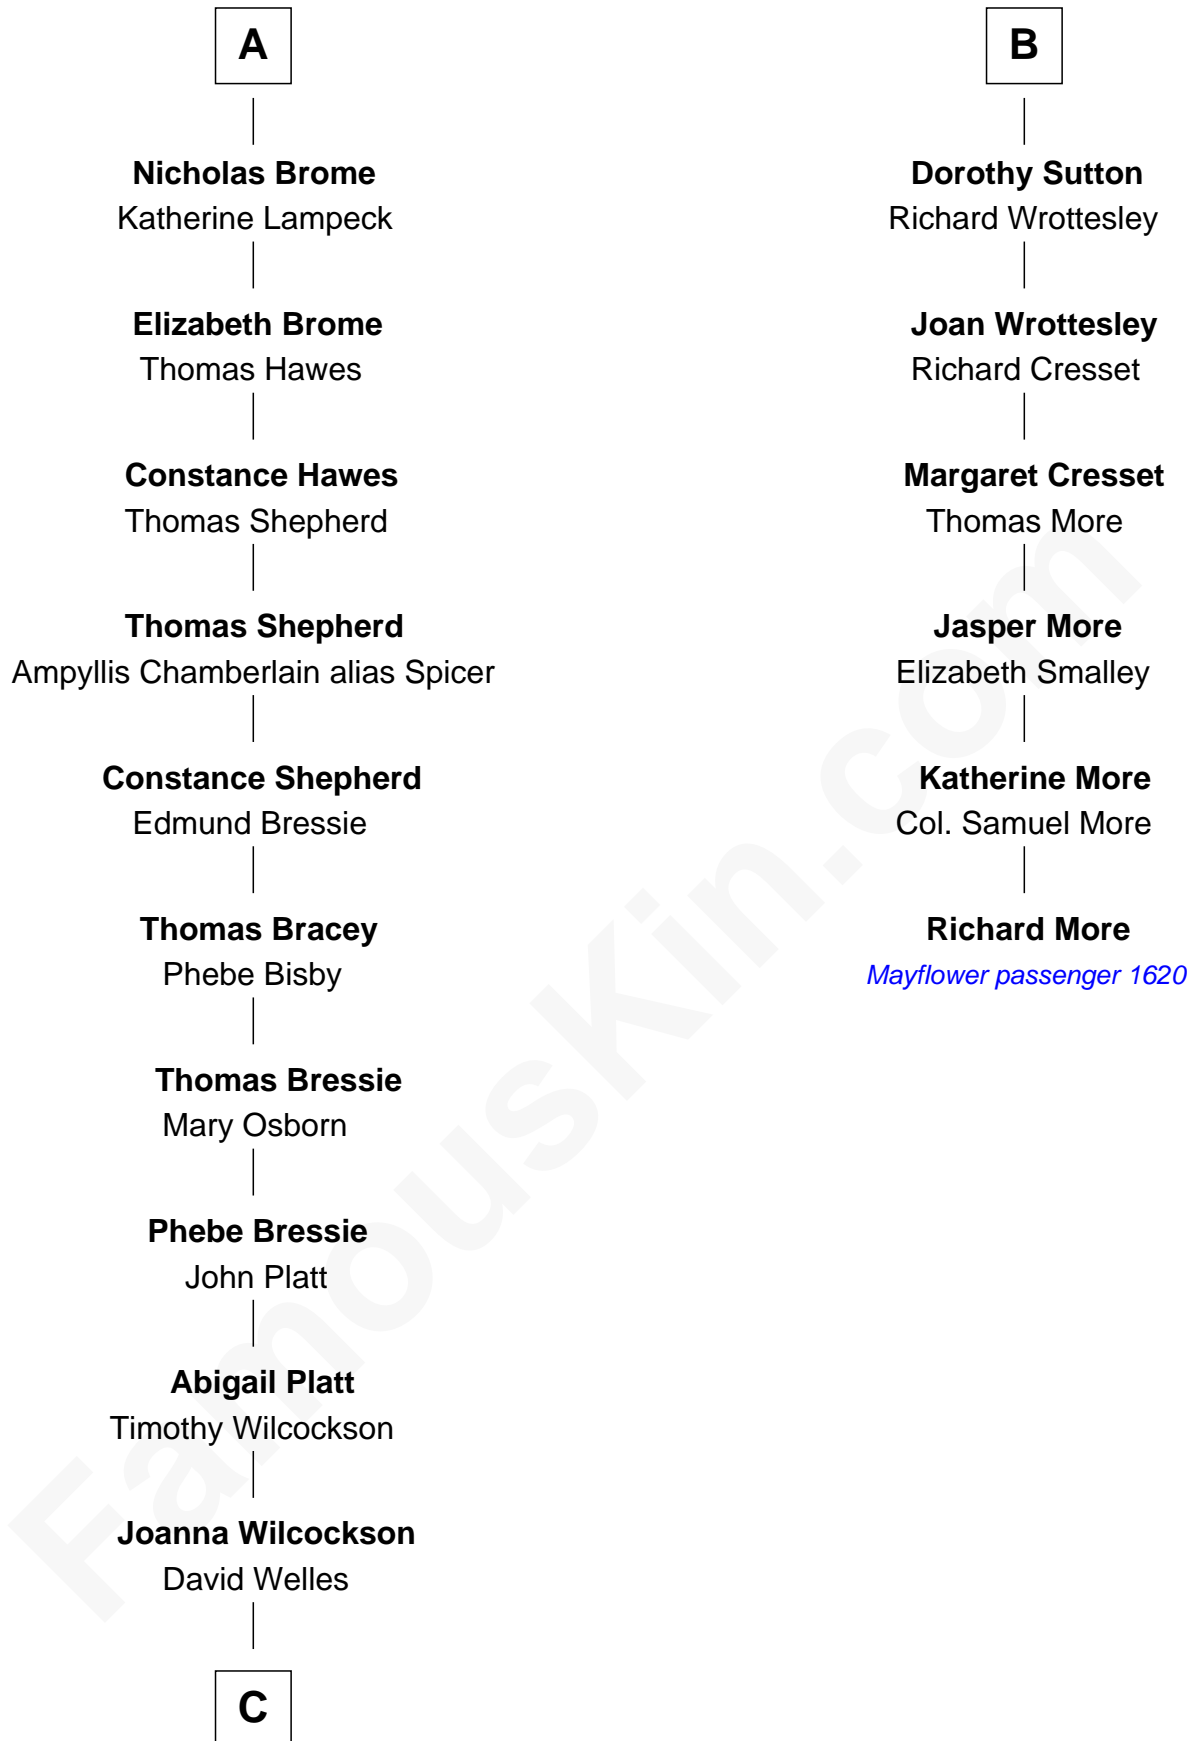 A
Nicholas Brome
Katherine Lampeck
Elizabeth Brome
Thomas Hawes
Constance Hawes
Thomas Shepherd
Thomas Shepherd
Ampyllis Chamberlain alias Spicer
Constance Shepherd
Edmund Bressie
Thomas Bracey
Phebe Bisby
Thomas Bressie
Mary Osborn
Phebe Bressie
John Platt
Abigail Platt
Timothy Wilcockson
Joanna Wilcockson
David Welles
C
B
Dorothy Sutton
Richard Wrottesley
Joan Wrottesley
Richard Cresset
Margaret Cresset
Thomas More
Jasper More
Elizabeth Smalley
Katherine More
Col. Samuel More
Richard More
Mayflower passenger 1620
FamousKin.com